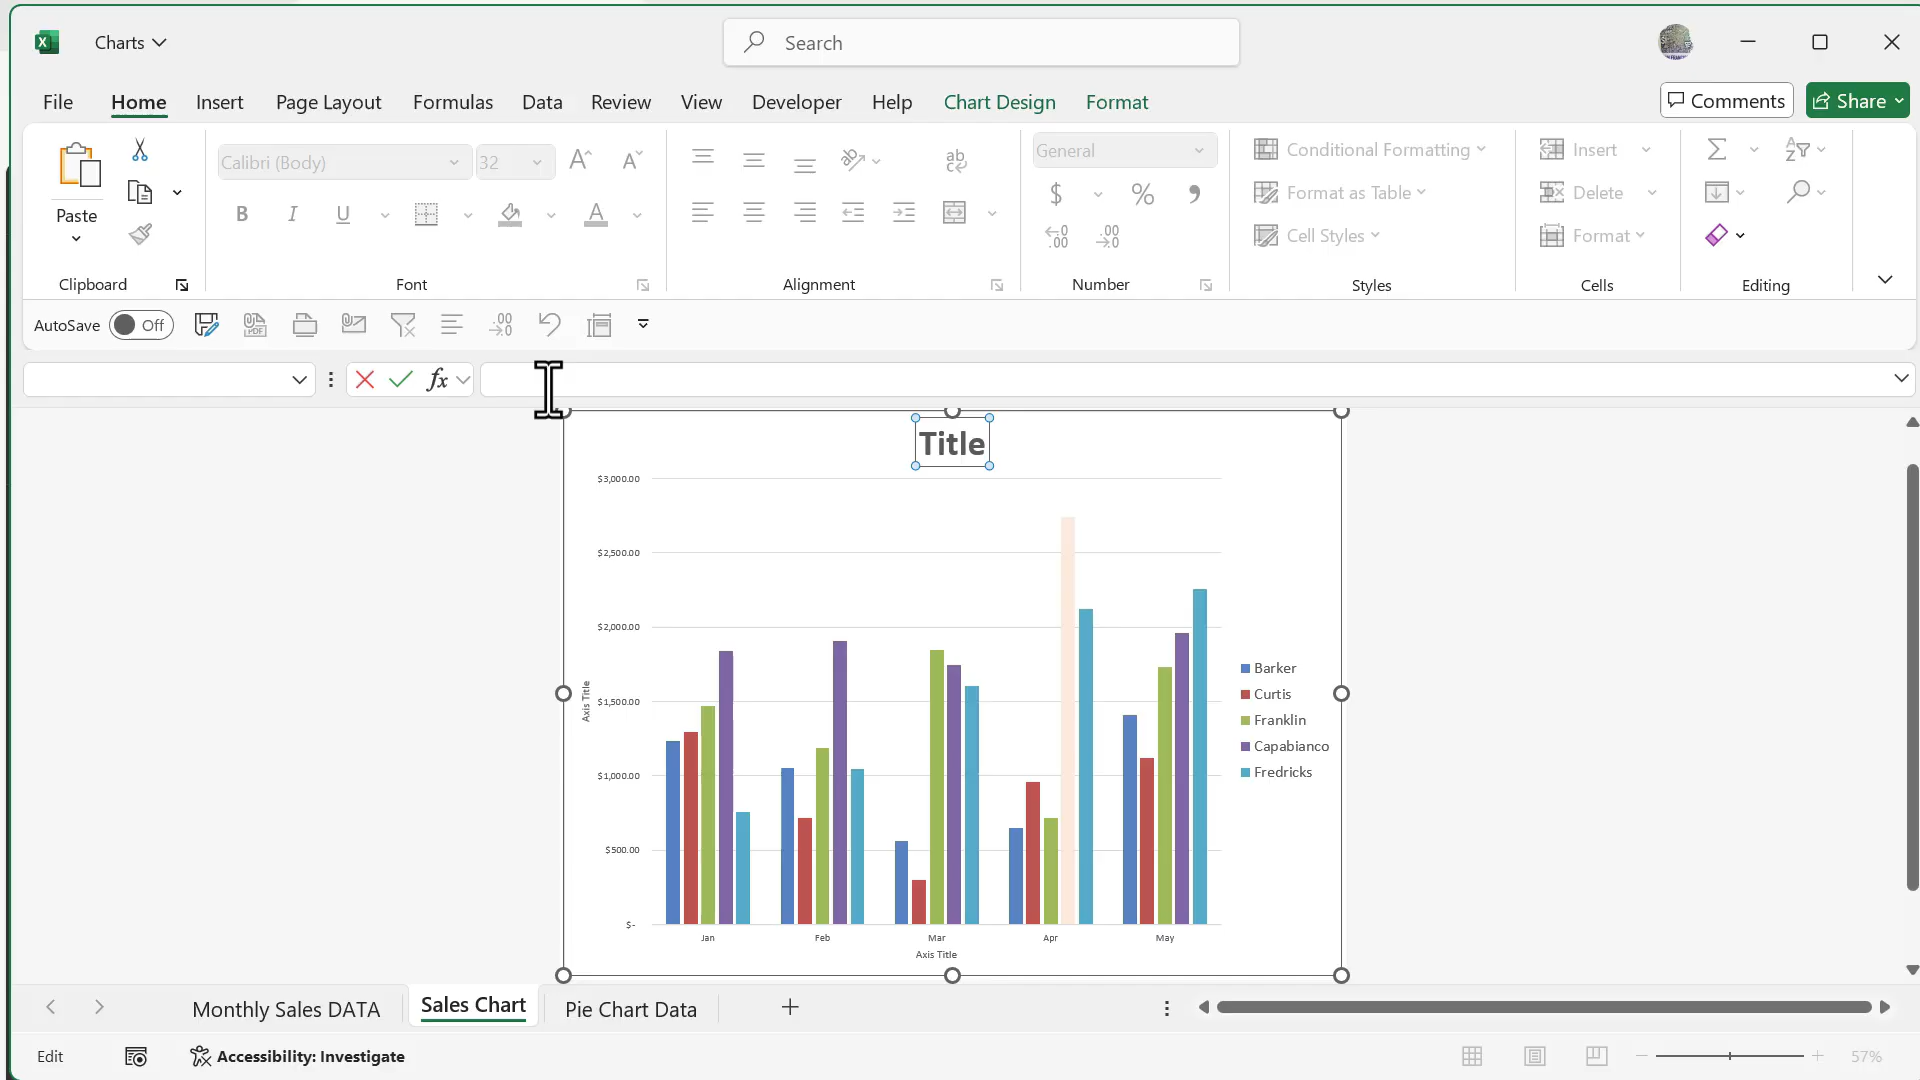 Charts
Search
File Home Insert Page Layout Formulas Data Review View Developer Help Chart Design Format
Comments Share
Paste
Calibri (Body) 32
General
Conditional Formatting
Format as Table
Cell Styles
Insert
Delete
Format
Clipboard Font Alignment Number Styles Cells Editing
AutoSave Off
fx
Title
$3,000.00
$2,500.00
$2,000.00
$1,500.00
$1,000.00
$500.00
$-
Axis Title
Jan Feb Mar Apr May
Axis Title
Barker
Curtis
Franklin
Capabianco
Fredricks
Monthly Sales DATA Sales Chart Pie Chart Data
Edit
Accessibility: Investigate
57%